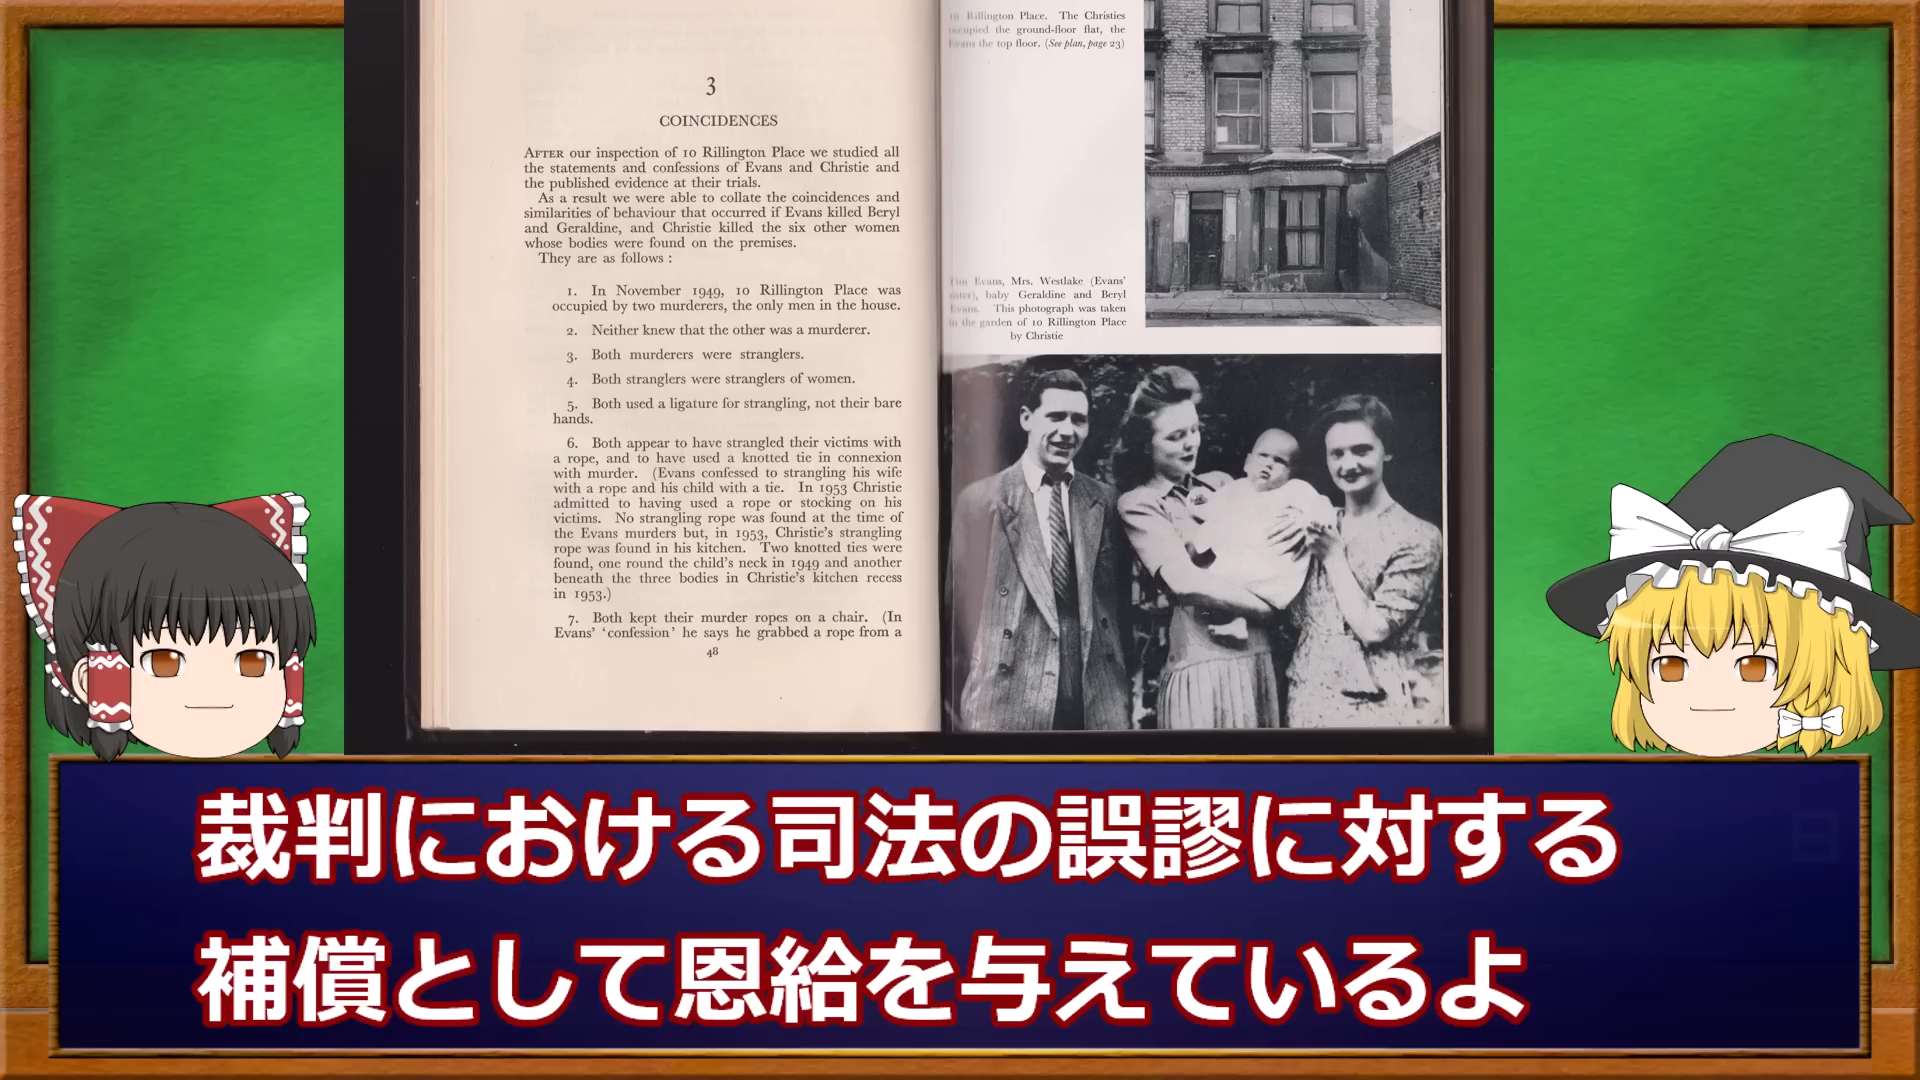 3
COINCIDENCES
AFTER our inspection of 10 Rillington Place we studied all
the statements and confessions of Evans and Christie and
the published evidence at their trials.
As a result we were able to collate the coincidences and
similarities of behaviour that occurred if Evans killed Beryl
and Geraldine, and Christie killed the six other women
whose bodies were found on the premises.
They are as follows :
1. In November 1949, 10 Rillington Place was
occupied by two murderers, the only men in the house.
2. Neither knew that the other was a murderer.
3. Both murderers were stranglers.
4. Both stranglers were stranglers of women.
5. Both used a ligature for strangling, not their bare
hands.
6. Both appear to have strangled their victims with
a rope, and to have used a knotted tie in connexion
with murder. (Evans confessed to strangling his wife
with a rope and his child with a tie. In 1953 Christie
admitted to having used a rope or stocking on his
victims. No strangling rope was found at the time of
the Evans murders but, in 1953, Christie's strangling
rope was found in his kitchen. Two knotted ties were
found, one round the child's neck in 1949 and another
beneath the three bodies in Christie's kitchen recess
in 1953.)
7. Both kept their murder ropes on a chair. (In
Evans' 'confession' he says he grabbed a rope from a
48
10 Rillington Place. The Christies
occupied the ground-floor flat, the
Evans the top floor. (See plan, page 23)
Tim Evans, Mrs. Westlake (Evans'
sister), baby Geraldine and Beryl
Evans. This photograph was taken
in the garden of 10 Rillington Place
by Christie
裁判における司法の誤謬に対する
補償として恩給を与えているよ